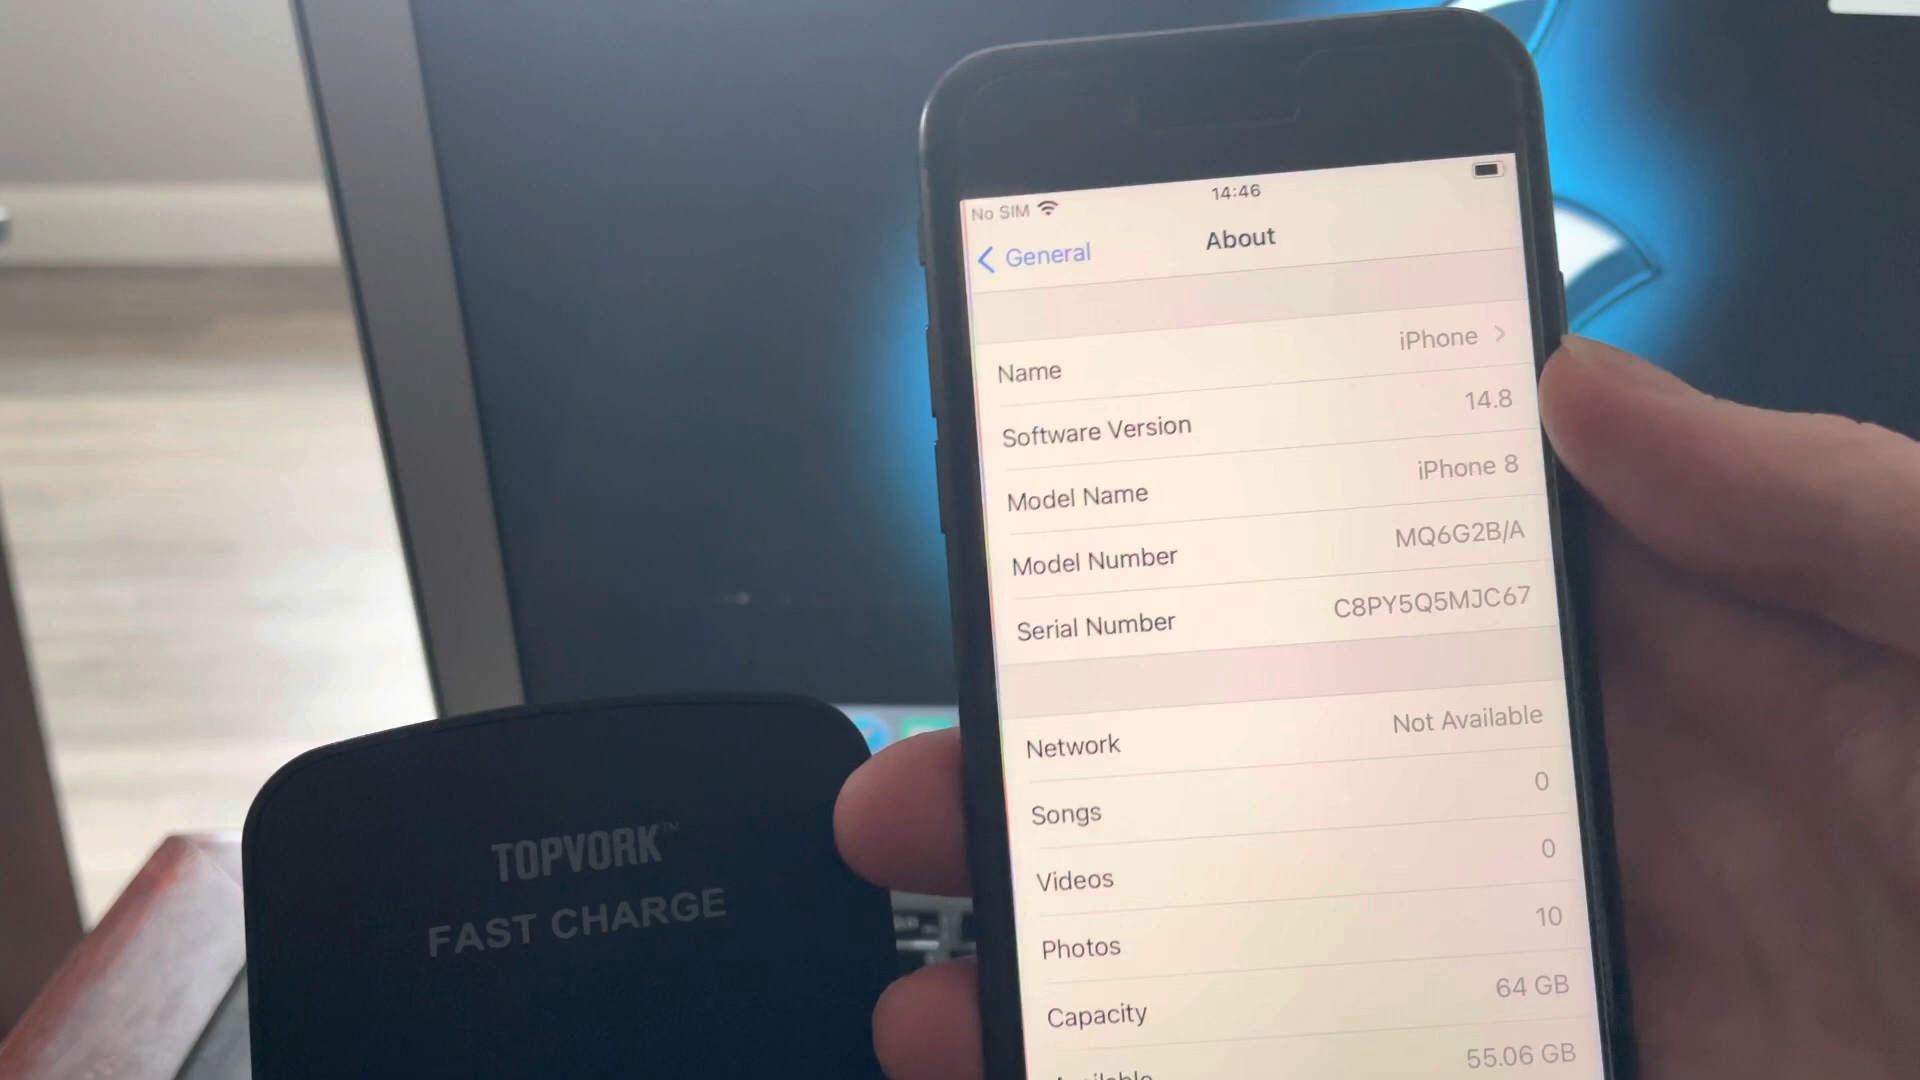 No SIM 14:46
General About
Name iPhone
Software Version 14.8
Model Name iPhone 8
Model Number MQ6G2B/A
Serial Number C8PY5Q5MJC67
Network Not Available
Songs 0
Videos 0
Photos 10
Capacity 64 GB
Available 55.06 GB
TOPVORK™
FAST CHARGE